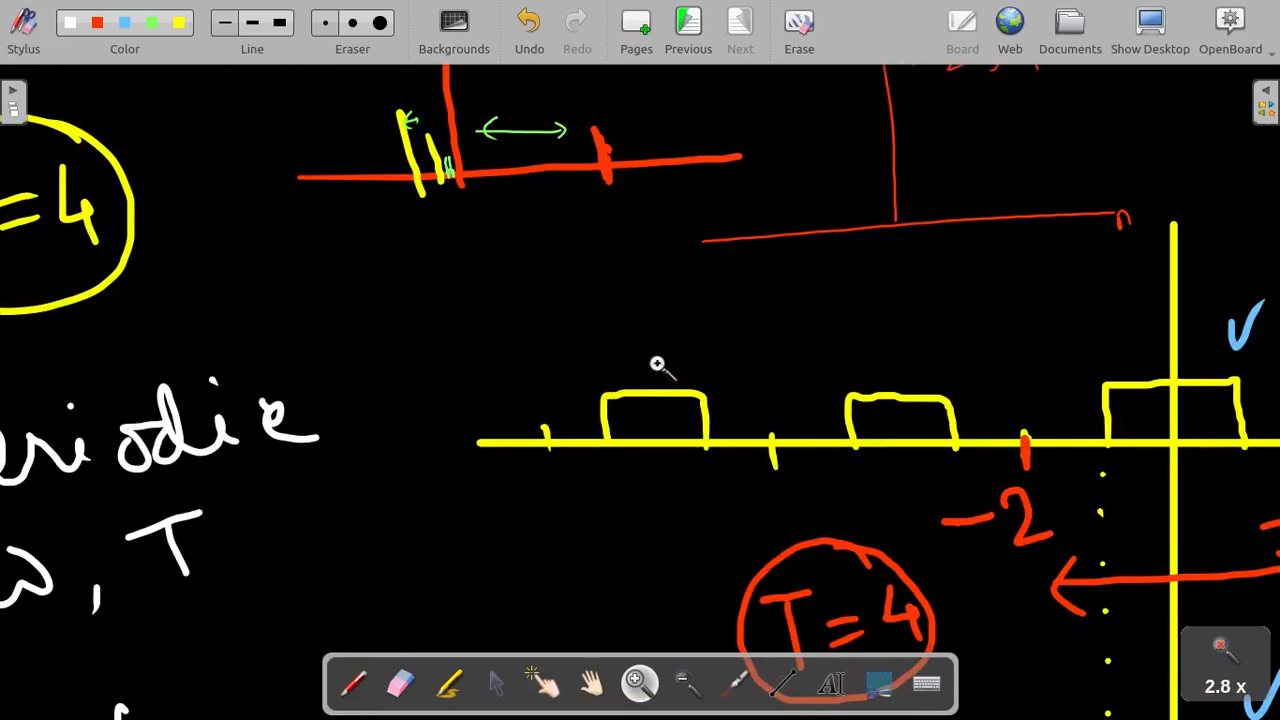 Stylus
Color
Line
Eraser
Backgrounds
Undo
Redo
Pages
Previous
Next
Erase
Board
Web
Documents
Show Desktop
OpenBoard
= 4
n
eriodic
, T
-2
T = 4
2.8 x